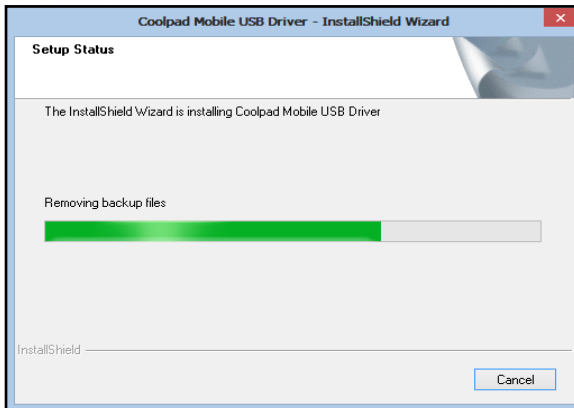 Coolpad Mobile USB Driver - InstallShield Wizard
Setup Status
The InstallShield Wizard is installing Coolpad Mobile USB Driver
Removing backup files
InstallShield
Cancel